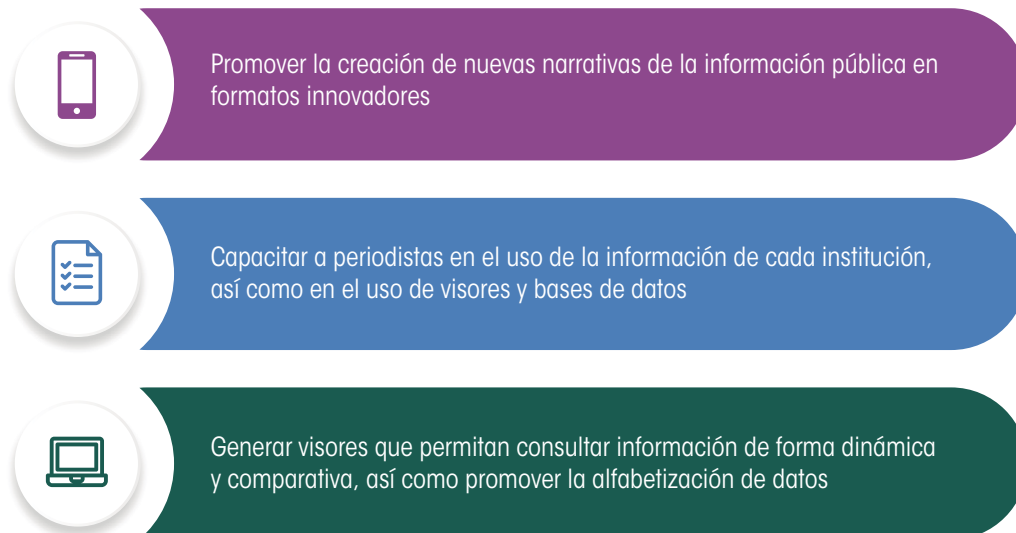 Promover la creación de nuevas narrativas de la información pública en
formatos innovadores
Capacitar a periodistas en el uso de la información de cada institución,
así como en el uso de visores y bases de datos
Generar visores que permitan consultar información de forma dinámica
y comparativa, así como promover la alfabetización de datos